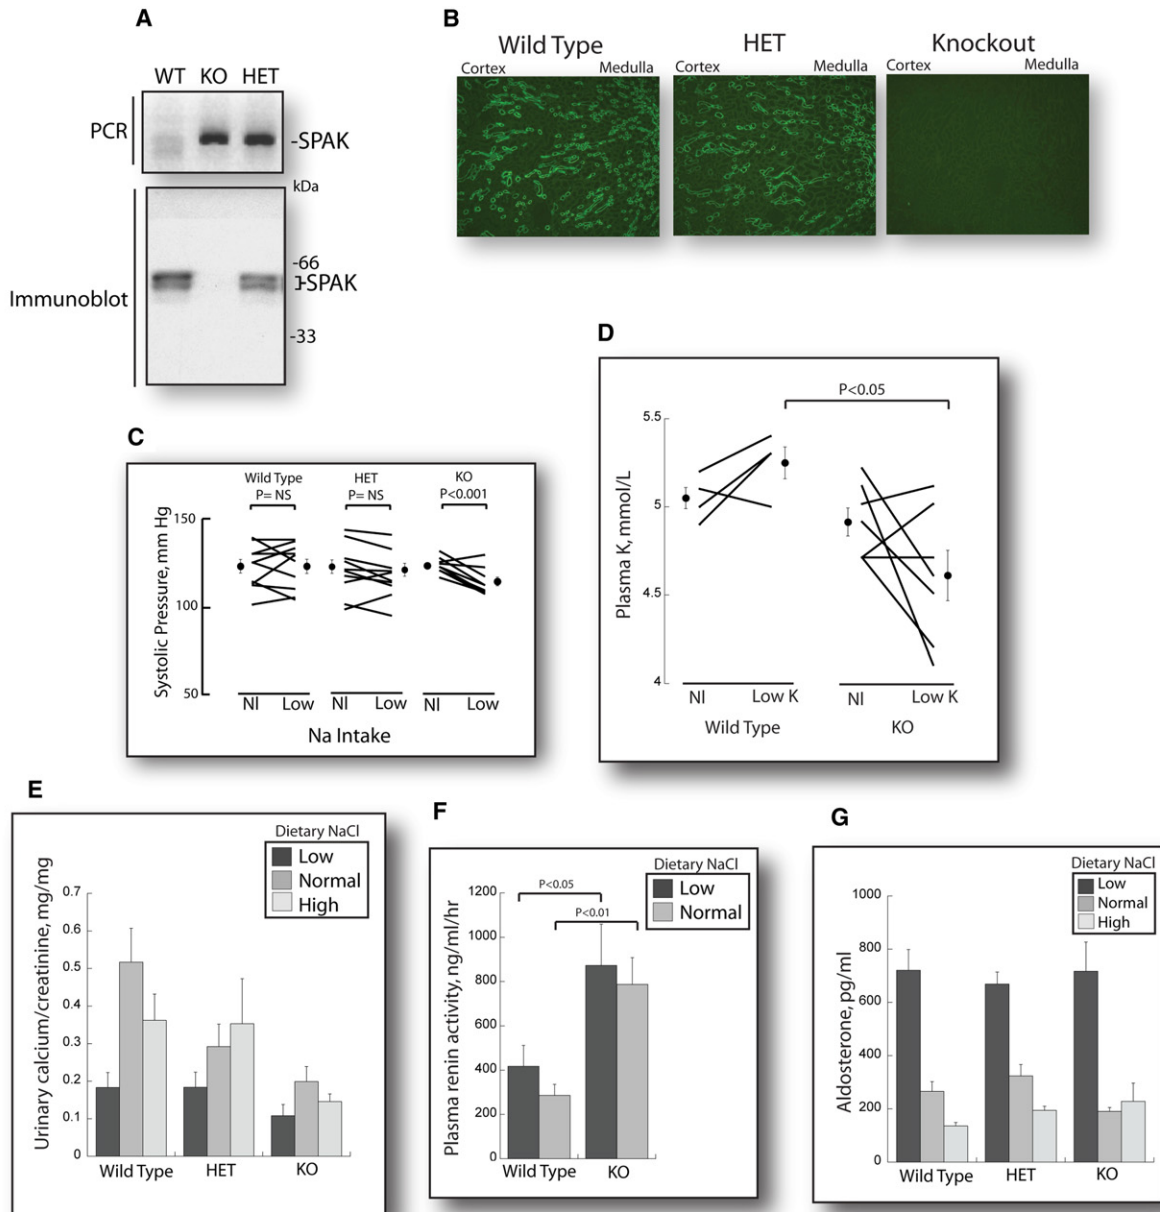 A
WT KO HET
PCR
-SPAK
kDa
-66
SPAK
Immunoblot
-33
B
Wild Type
Cortex Medulla
HET
Cortex Medulla
Knockout
Cortex Medulla
C
Wild Type
P= NS
HET
P= NS
KO
P<0.001
Systolic Pressure, mm Hg
150
100
50
NI Low
NI Low
NI Low
Na Intake
D
P<0.05
Plasma K, mmol/L
5.5
5
4.5
4
NI Low K
NI Low K
Wild Type KO
E
Dietary NaCl
Low
Normal
High
Urinary calcium/creatinine, mg/mg
0.7
0.6
0.5
0.4
0.3
0.2
0.1
0
Wild Type HET KO
F
Dietary NaCl
Low
Normal
P<0.05
P<0.01
Plasma renin activity, ng/ml/hr
1200
1000
800
600
400
200
0
Wild Type KO
G
Dietary NaCl
Low
Normal
High
Aldosterone, pg/ml
1000
800
600
400
200
0
Wild Type HET KO